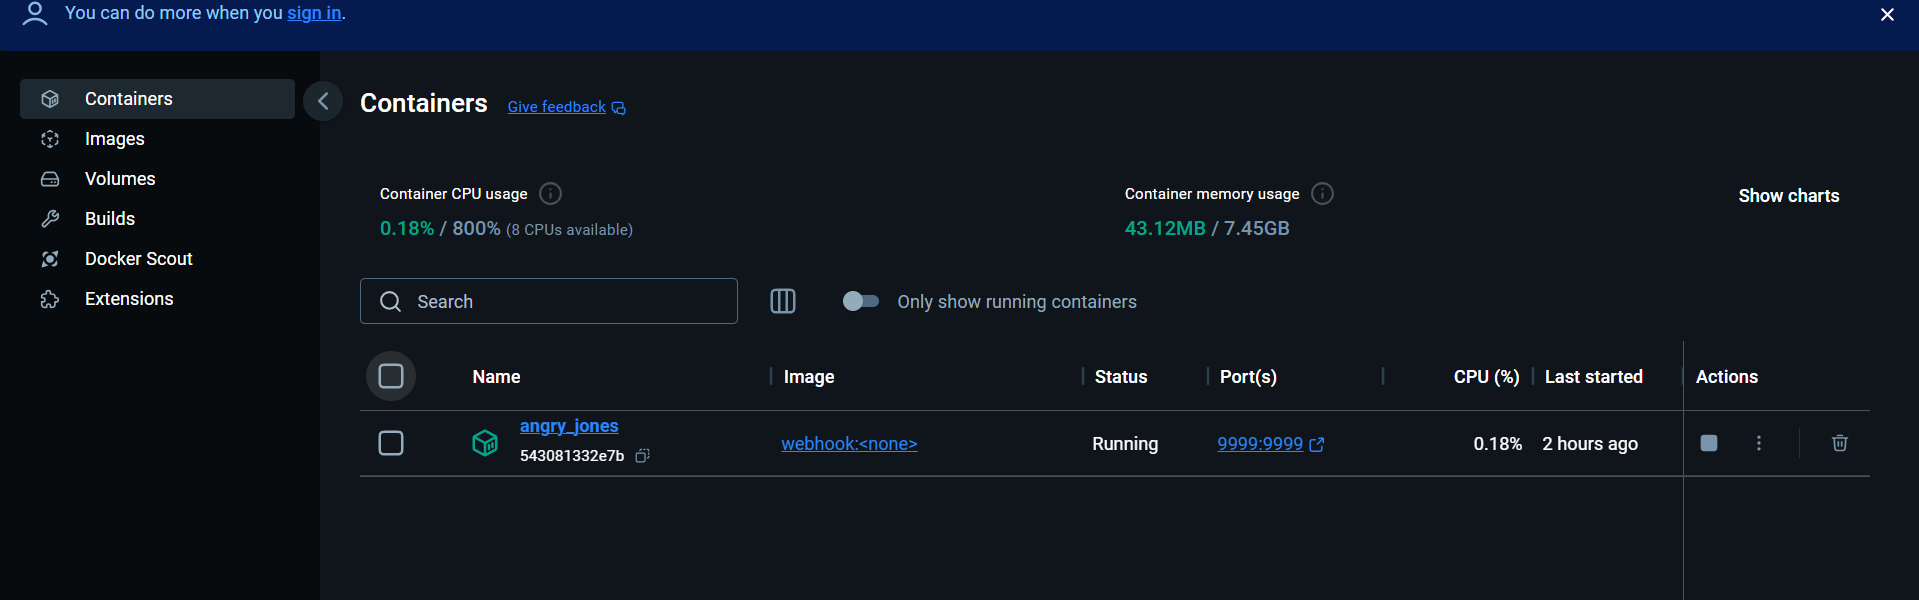 You can do more when you sign in.
Containers
Images
Volumes
Builds
Docker Scout
Extensions
Containers Give feedback
Container CPU usage
0.18% / 800% (8 CPUs available)
Container memory usage
43.12MB / 7.45GB
Show charts
Search
Only show running containers
Name Image Status Port(s) CPU (%) Last started Actions
angry_jones
543081332e7b
webhook:<none> Running 9999:9999 0.18% 2 hours ago